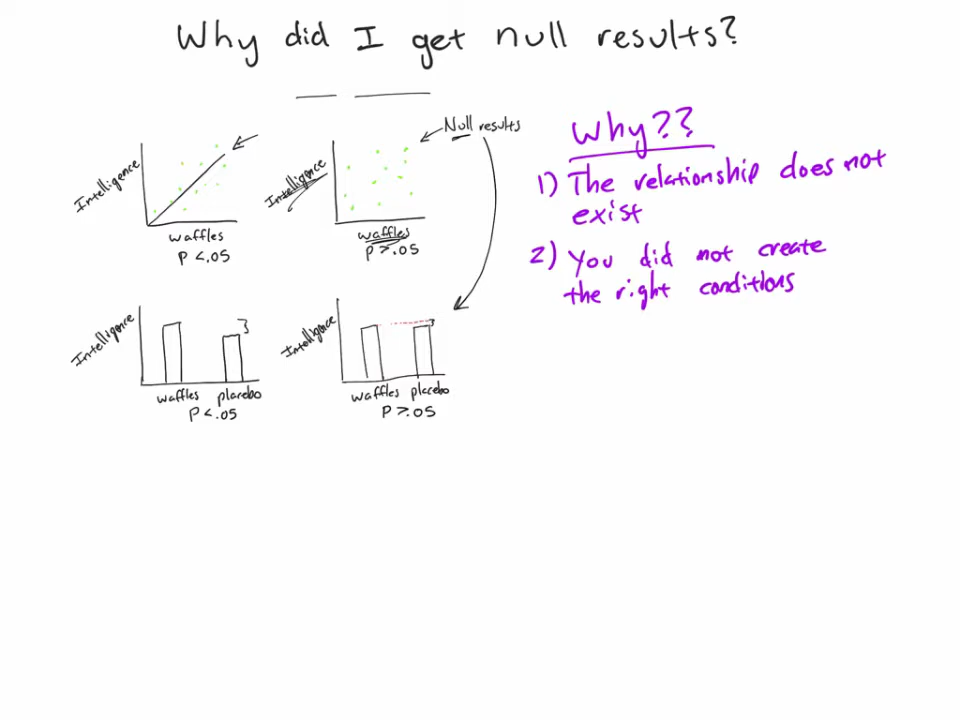 Why did I get null results?
Null results
Intelligence
waffles
P <.05
Intelligence
waffles
P >.05
Why??
1) The relationship does not
exist
2) You did not create
the right conditions
Intelligence
waffles placebo
P <.05
Intelligence
waffles placebo
P >.05